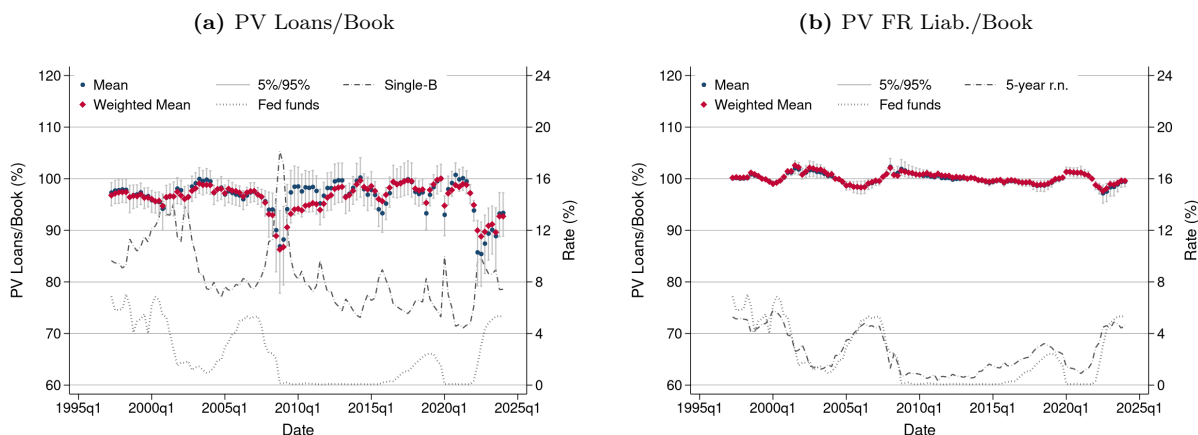 (a) PV Loans/Book
Mean
5%/95%
Single-B
Weighted Mean
Fed funds
PV Loans/Book (%)
120
110
100
90
80
70
60
24
20
16
12
8
4
0
Rate (%)
1995q1 2000q1 2005q1 2010q1 2015q1 2020q1 2025q1
Date
(b) PV FR Liab./Book
Mean
5%/95%
5-year r.n.
Weighted Mean
Fed funds
PV Loans/Book (%)
120
110
100
90
80
70
60
24
20
16
12
8
4
0
Rate (%)
1995q1 2000q1 2005q1 2010q1 2015q1 2020q1 2025q1
Date